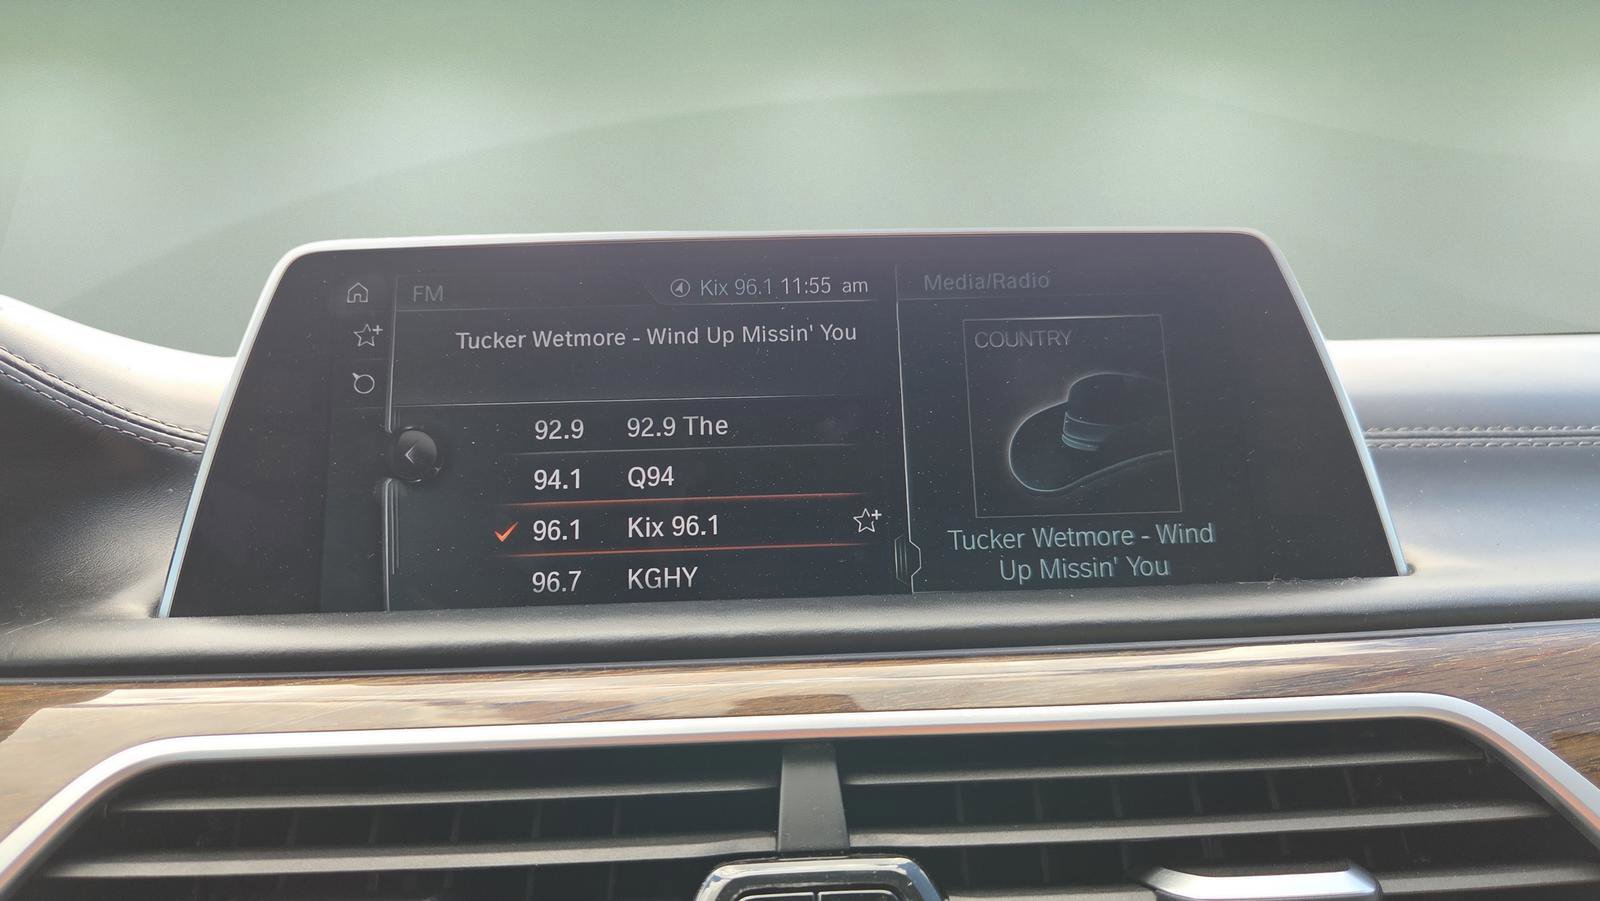 FM
Kix 96.1 11:55 am
Tucker Wetmore - Wind Up Missin' You
92.9 92.9 The
94.1 Q94
96.1 Kix 96.1
96.7 KGHY
Media/Radio
COUNTRY
Tucker Wetmore - Wind
Up Missin' You